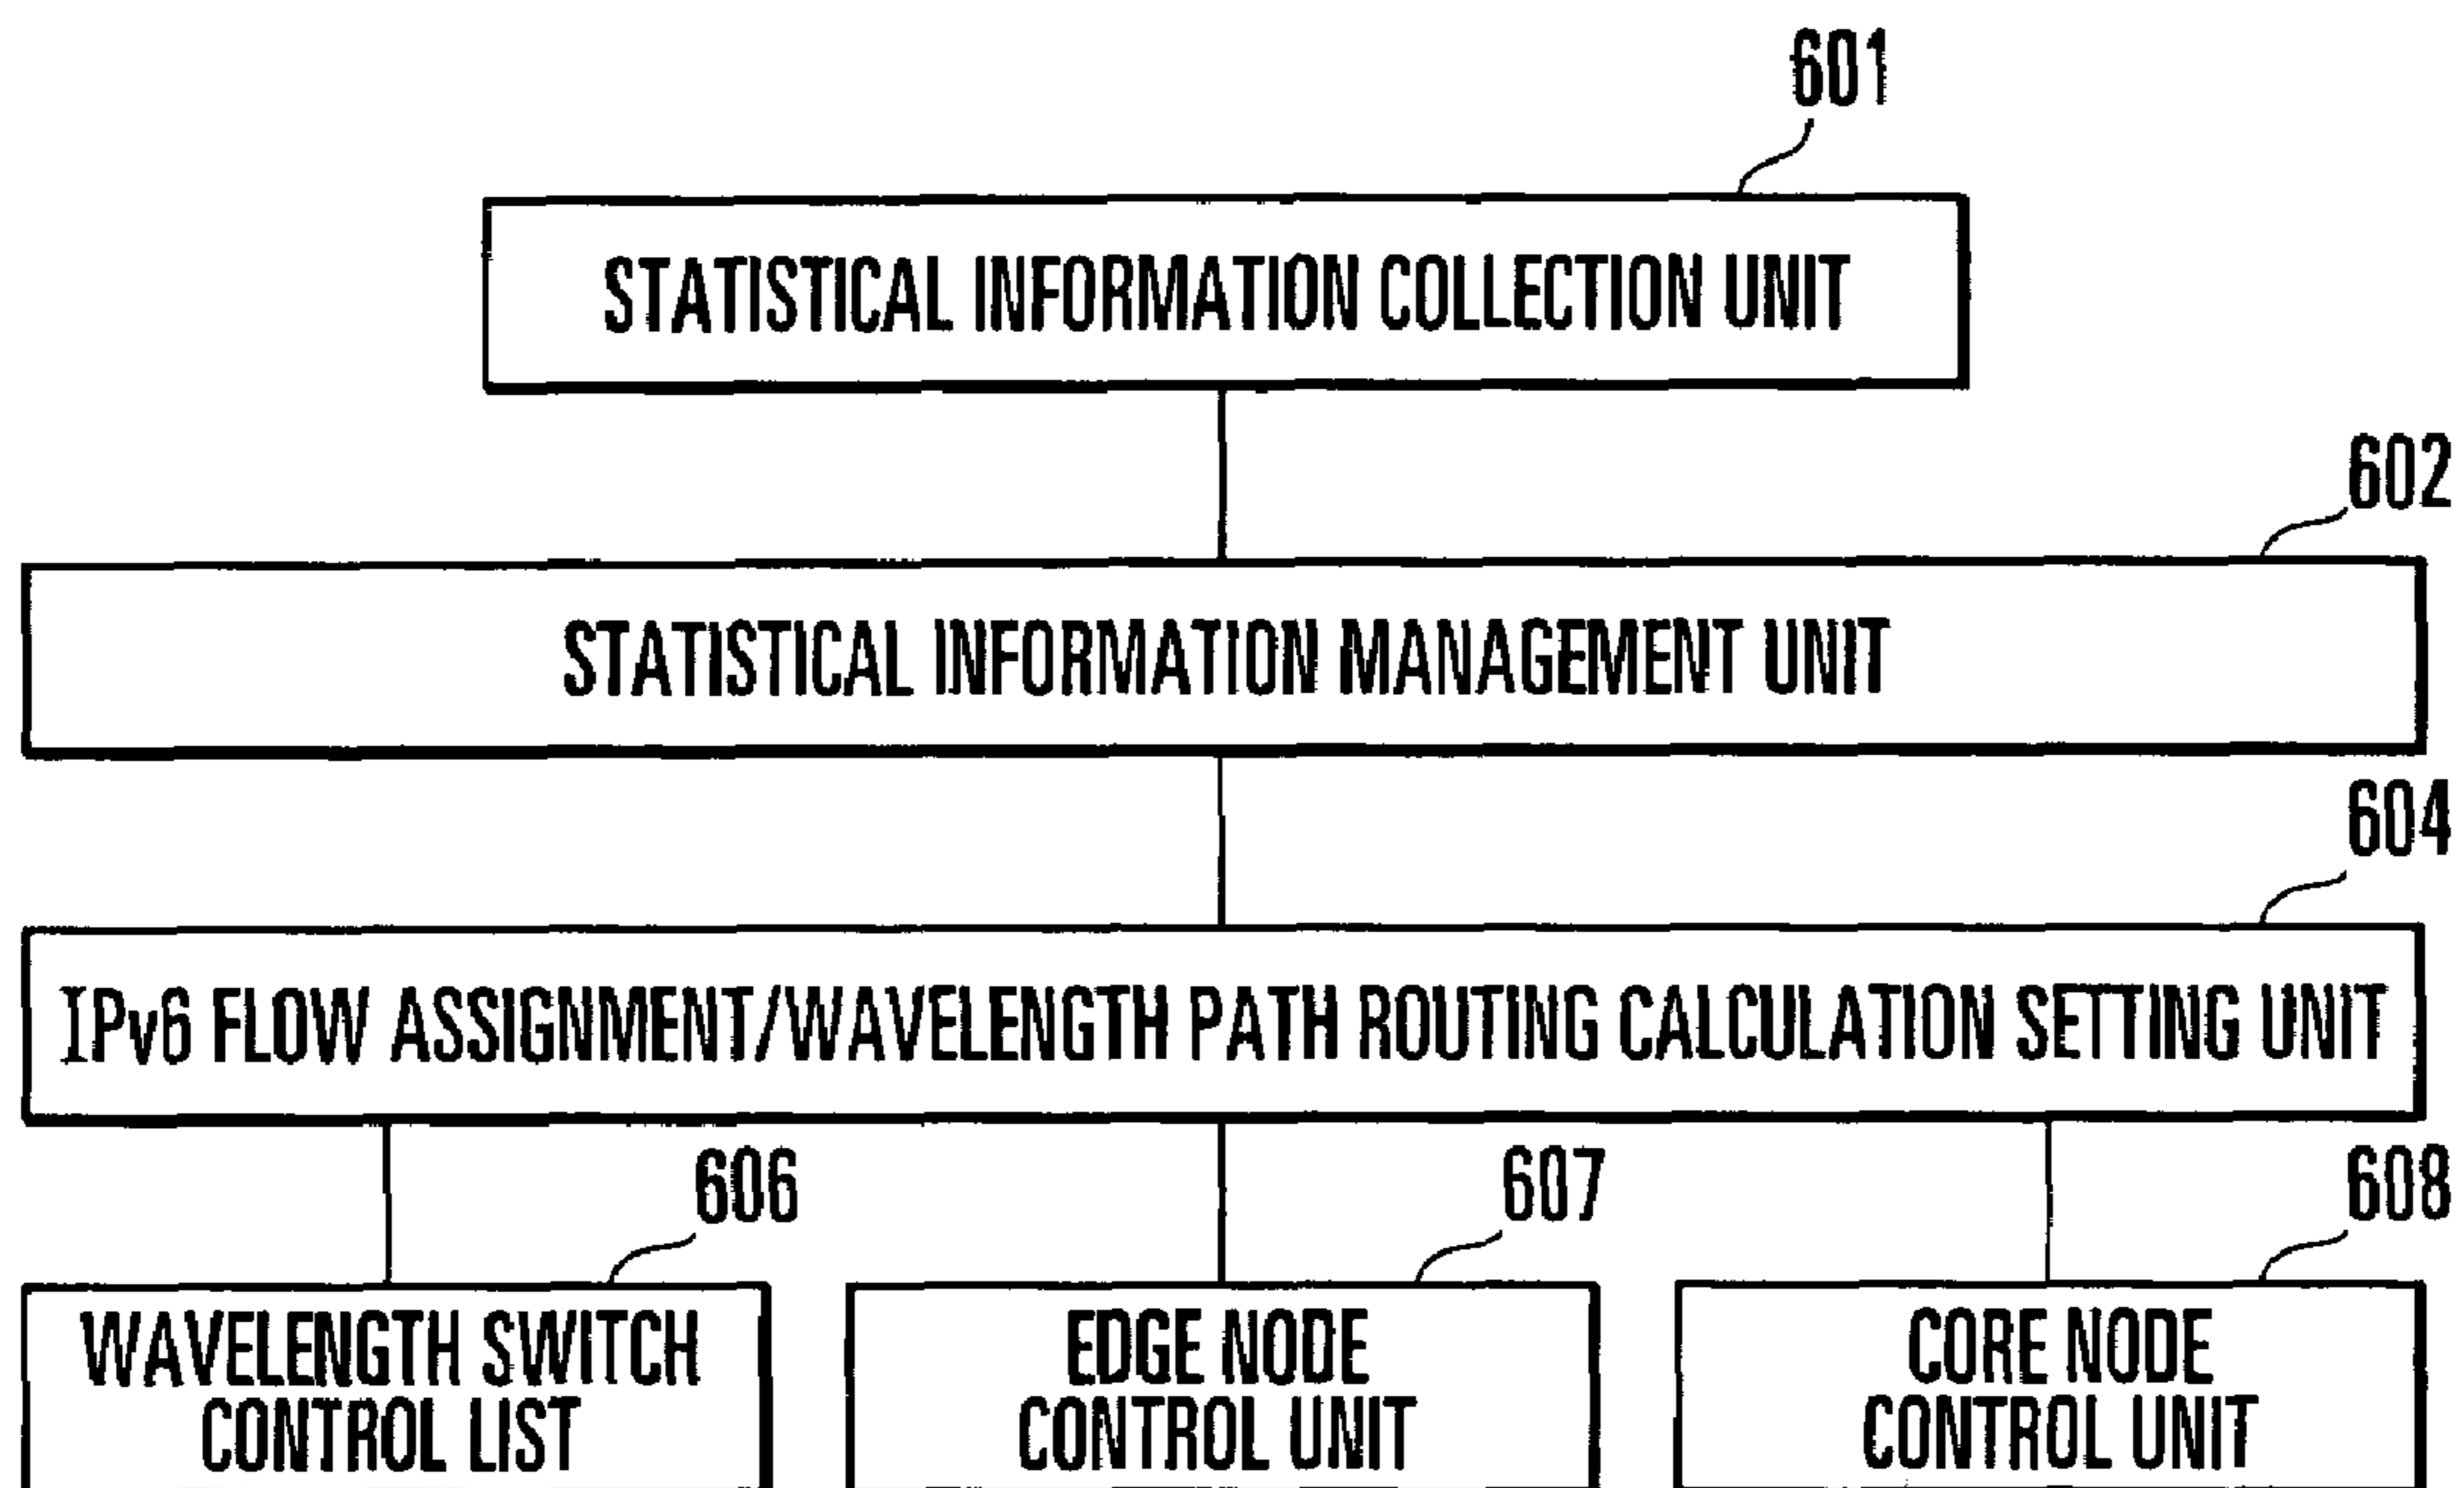 601
STATISTICAL INFORMATION COLLECTION UNIT
602
STATISTICAL INFORMATION MANAGEMENT UNIT
604
IPv6 FLOW ASSIGNMENT/WAVELENGTH PATH ROUTING CALCULATION SETTING UNIT
606
607
608
WAVELENGTH SWITCH
CONTROL LIST
EDGE NODE
CONTROL UNIT
CORE NODE
CONTROL UNIT